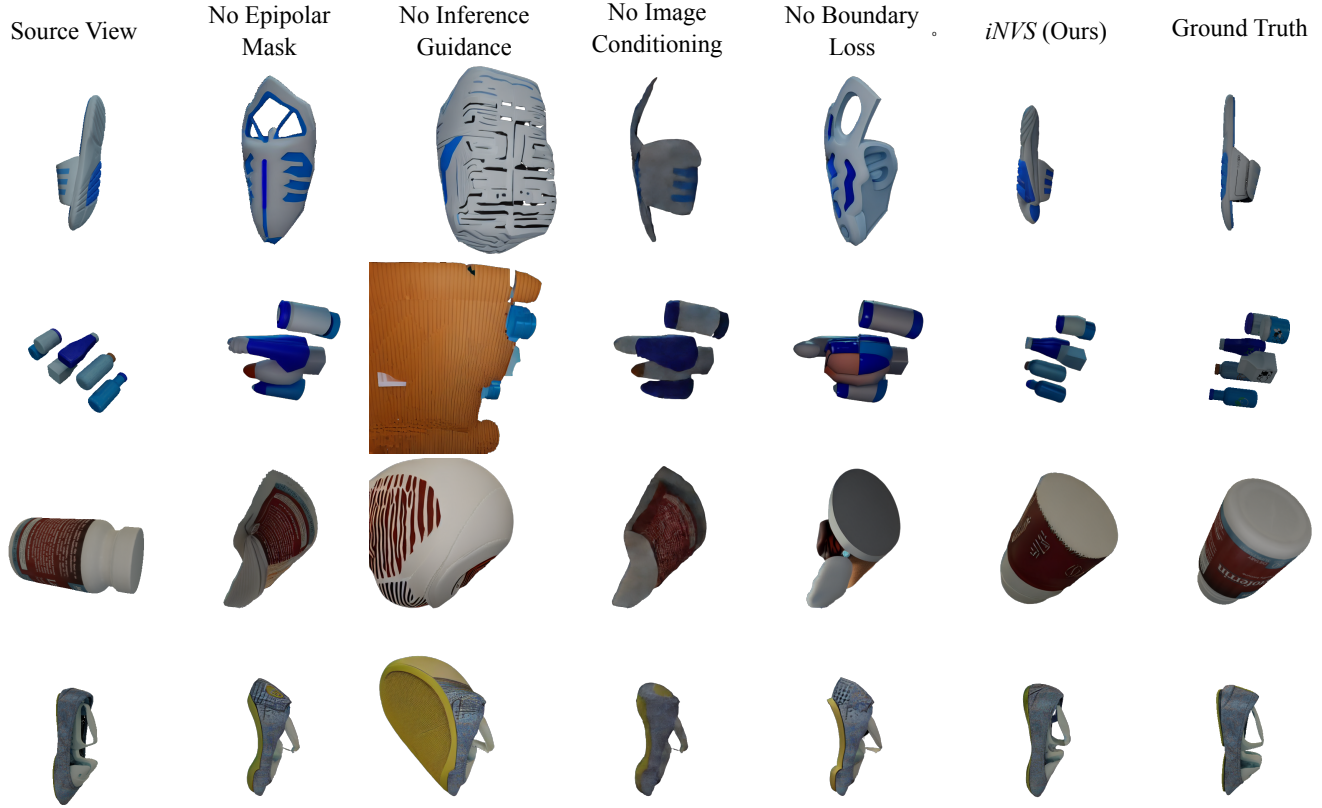 Source View
No Epipolar
Mask
No Inference
Guidance
No Image
Conditioning
No Boundary
Loss
。
iNVS (Ours)
Ground Truth